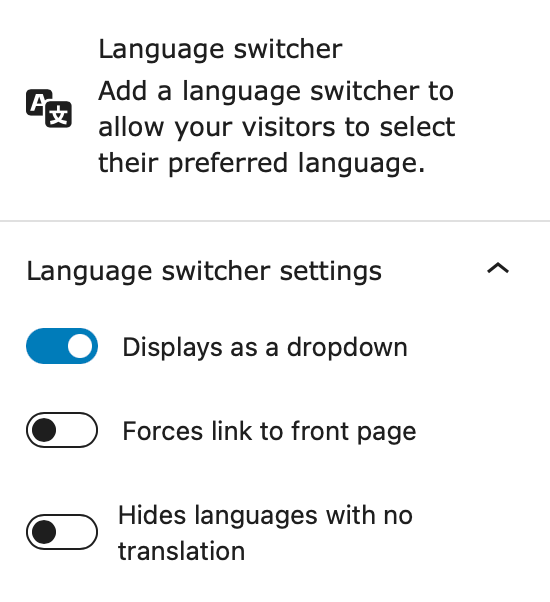 Language switcher
A 文
Add a language switcher to
allow your visitors to select
their preferred language.
Language switcher settings
Displays as a dropdown
Forces link to front page
Hides languages with no
translation